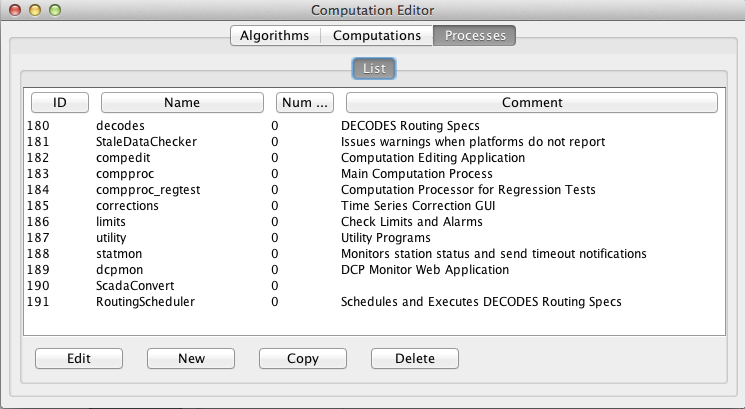 Computation Editor
Algorithms Computations Processes
List
ID Name Num ... Comment
180 decodes 0 DECODES Routing Specs
181 StaleDataChecker 0 Issues warnings when platforms do not report
182 compedit 0 Computation Editing Application
183 compproc 0 Main Computation Process
184 compproc_regtest 0 Computation Processor for Regression Tests
185 corrections 0 Time Series Correction GUI
186 limits 0 Check Limits and Alarms
187 utility 0 Utility Programs
188 statmon 0 Monitors station status and send timeout notifications
189 dcpmon 0 DCP Monitor Web Application
190 ScadaConvert 0
191 RoutingScheduler 0 Schedules and Executes DECODES Routing Specs
Edit New Copy Delete